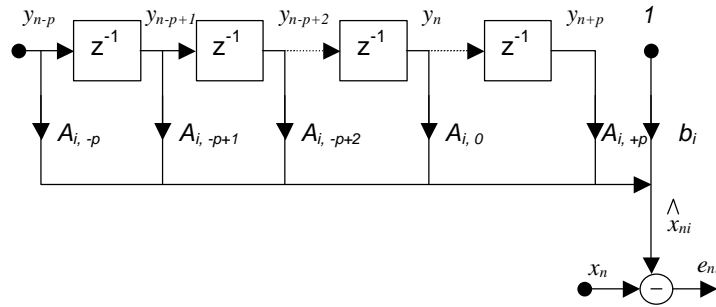 y_{n-p} y_{n-p+1} y_{n-p+2} y_n y_{n+p} 1
z^{-1} z^{-1} z^{-1} z^{-1}
A_{i, -p} A_{i, -p+1} A_{i, -p+2} A_{i, 0} A_{i, +p} b_i
\hat{x}_{ni}
x_n − e_n